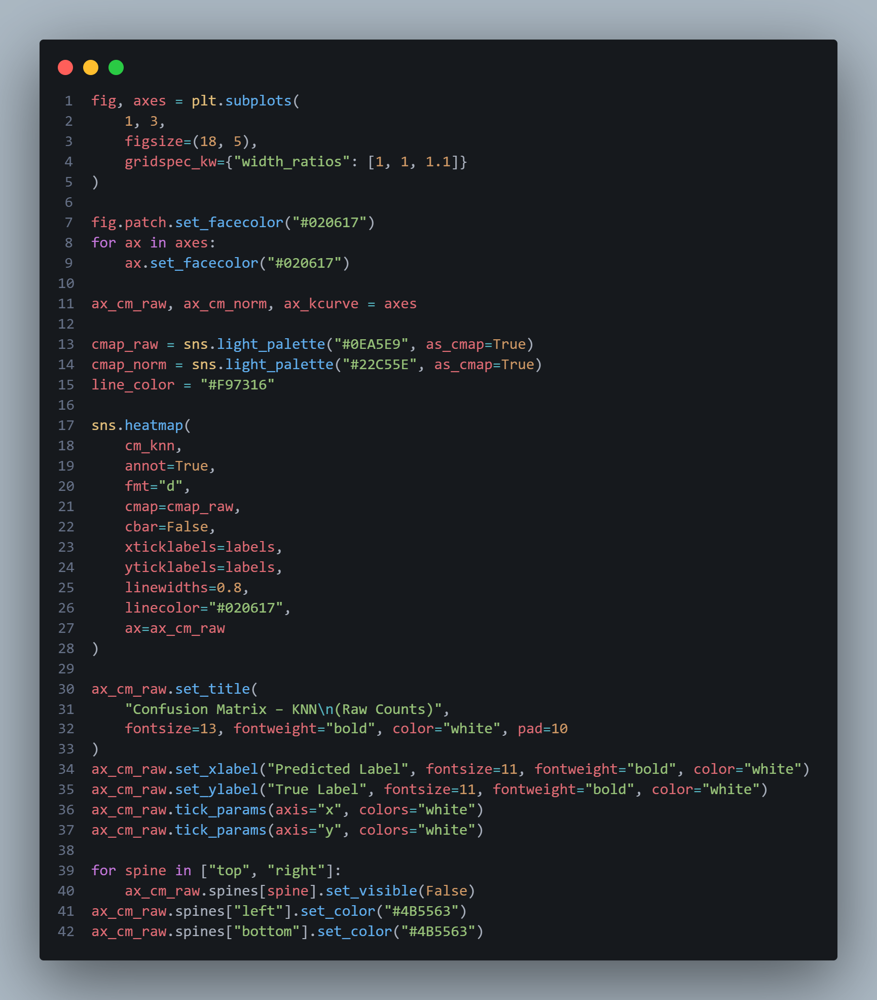 1 fig, axes = plt.subplots(
2     1, 3,
3     figsize=(18, 5),
4     gridspec_kw={"width_ratios": [1, 1, 1.1]}
5 )
6
7 fig.patch.set_facecolor("#020617")
8 for ax in axes:
9     ax.set_facecolor("#020617")
10
11 ax_cm_raw, ax_cm_norm, ax_kcurve = axes
12
13 cmap_raw = sns.light_palette("#0EA5E9", as_cmap=True)
14 cmap_norm = sns.light_palette("#22C55E", as_cmap=True)
15 line_color = "#F97316"
16
17 sns.heatmap(
18     cm_knn,
19     annot=True,
20     fmt="d",
21     cmap=cmap_raw,
22     cbar=False,
23     xticklabels=labels,
24     yticklabels=labels,
25     linewidths=0.8,
26     linecolor="#020617",
27     ax=ax_cm_raw
28 )
29
30 ax_cm_raw.set_title(
31     "Confusion Matrix – KNN\n(Raw Counts)",
32     fontsize=13, fontweight="bold", color="white", pad=10
33 )
34 ax_cm_raw.set_xlabel("Predicted Label", fontsize=11, fontweight="bold", color="white")
35 ax_cm_raw.set_ylabel("True Label", fontsize=11, fontweight="bold", color="white")
36 ax_cm_raw.tick_params(axis="x", colors="white")
37 ax_cm_raw.tick_params(axis="y", colors="white")
38
39 for spine in ["top", "right"]:
40     ax_cm_raw.spines[spine].set_visible(False)
41 ax_cm_raw.spines["left"].set_color("#4B5563")
42 ax_cm_raw.spines["bottom"].set_color("#4B5563")